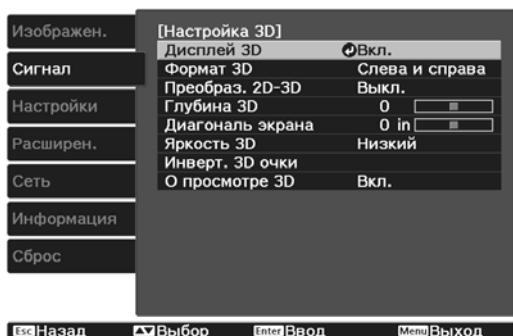 Изображен.
Сигнал
Настройки
Расширен.
Сеть
Информация
Сброс
[Настройка 3D]
Дисплей 3D Вкл.
Формат 3D Слева и справа
Преобраз. 2D-3D Выкл.
Глубина 3D 0
Диагональ экрана 0 in
Яркость 3D Низкий
Инверт. 3D очки
О просмотре 3D Вкл.
Esc Назад Выбор Enter Ввод Menu Выход